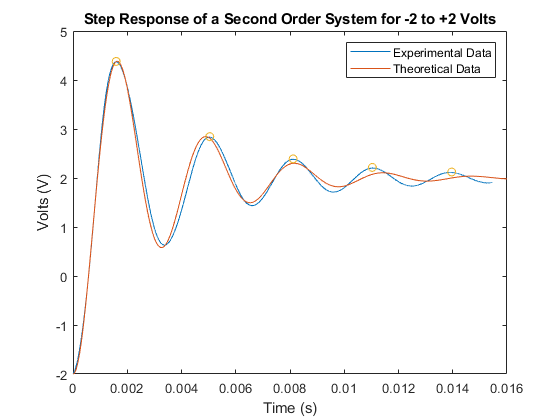 Step Response of a Second Order System for -2 to +2 Volts
Experimental Data
Theoretical Data
Volts (V)
5
4
3
2
1
0
-1
-2
0 0.002 0.004 0.006 0.008 0.01 0.012 0.014 0.016
Time (s)